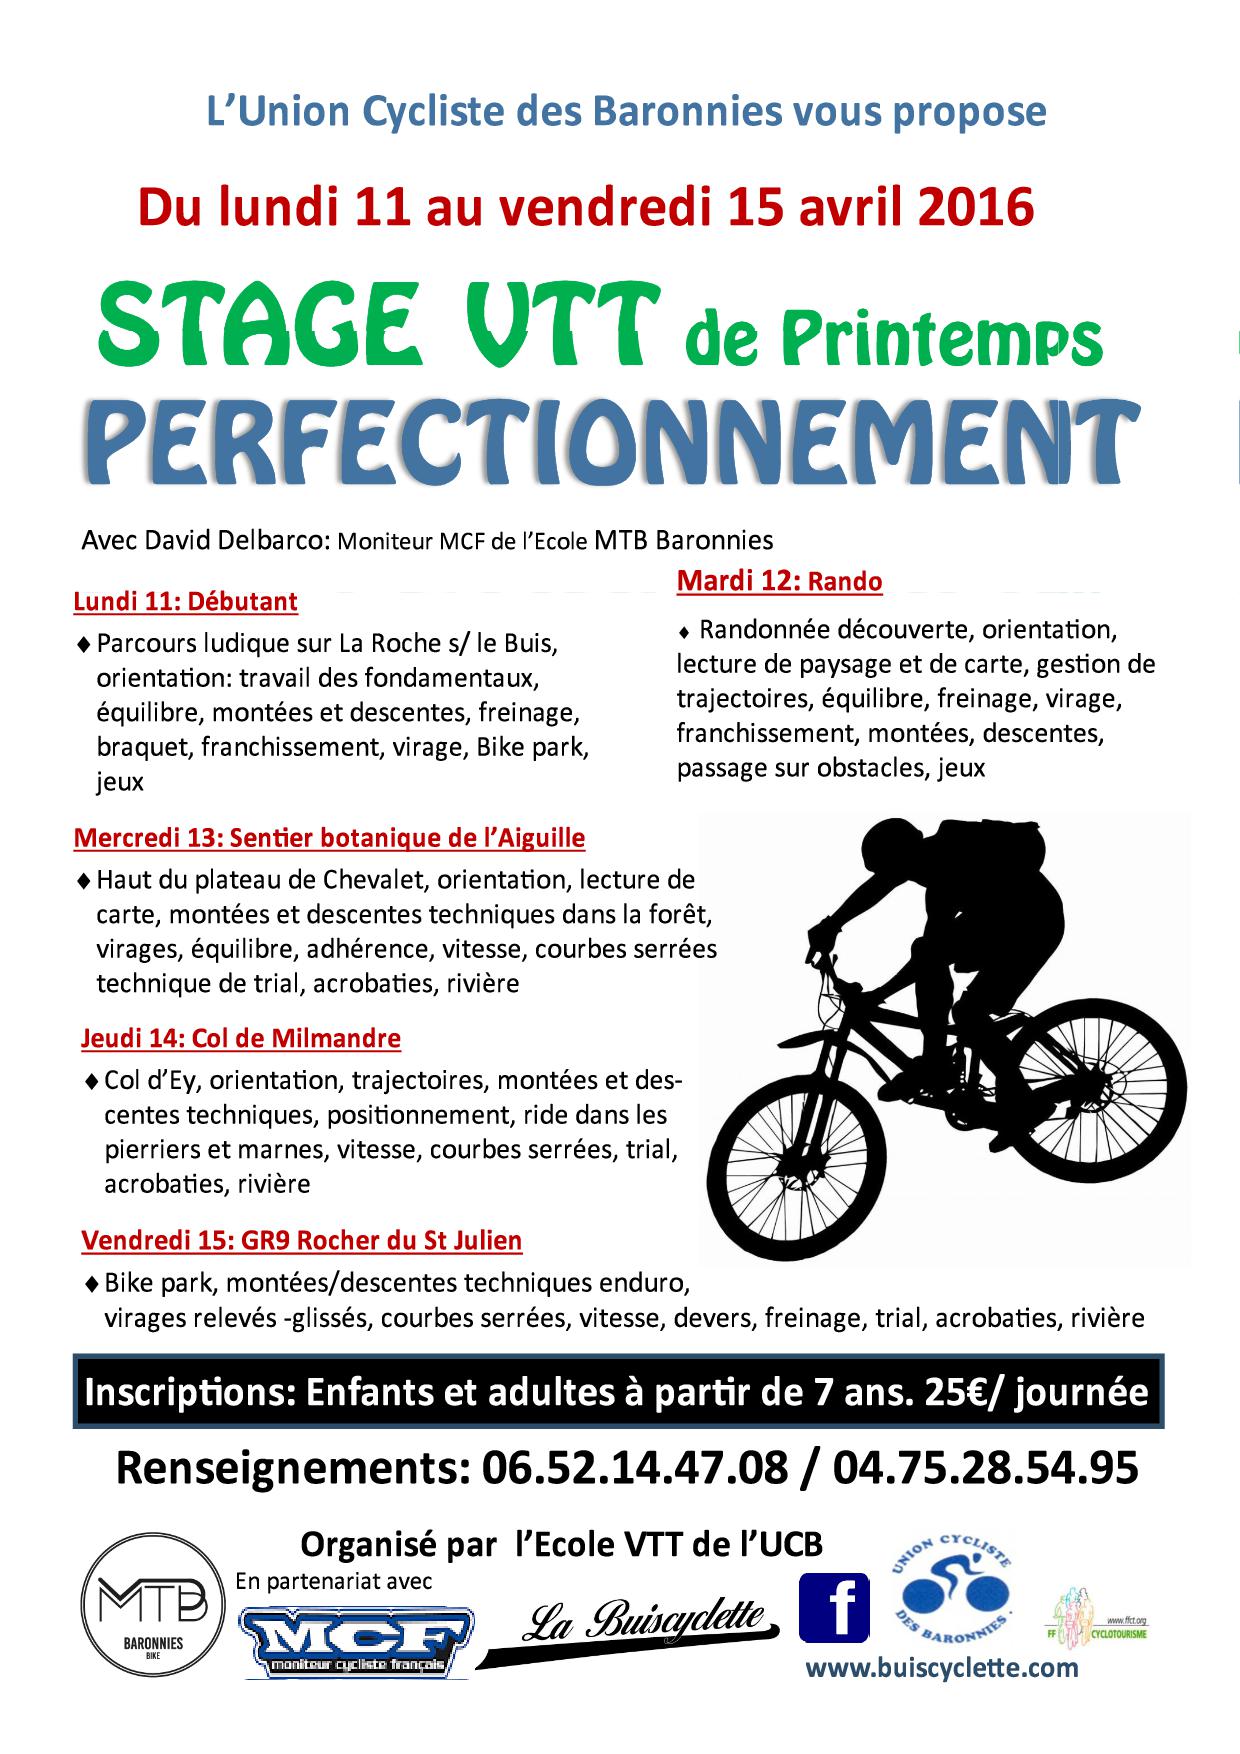 L’Union Cycliste des Baronnies vous propose
Du lundi 11 au vendredi 15 avril 2016
STAGE VTT de Printemps
PERFECTIONNEMENT
Avec David Delbarco: Moniteur MCF de l’Ecole MTB Baronnies
Lundi 11: Débutant
♦ Parcours ludique sur La Roche s/ le Buis,
orientation: travail des fondamentaux,
équilibre, montées et descentes, freinage,
braquet, franchissement, virage, Bike park,
jeux
Mardi 12: Rando
♦ Randonnée découverte, orientation,
lecture de paysage et de carte, gestion de
trajectoires, équilibre, freinage, virage,
franchissement, montées, descentes,
passage sur obstacles, jeux
Mercredi 13: Sentier botanique de l’Aiguille
♦ Haut du plateau de Chevalet, orientation, lecture de
carte, montées et descentes techniques dans la forêt,
virages, équilibre, adhérence, vitesse, courbes serrées
technique de trial, acrobaties, rivière
Jeudi 14: Col de Milmandre
♦ Col d’Ey, orientation, trajectoires, montées et des-
centes techniques, positionnement, ride dans les
pierriers et marnes, vitesse, courbes serrées, trial,
acrobaties, rivière
Vendredi 15: GR9 Rocher du St Julien
♦ Bike park, montées/descentes techniques enduro,
virages relevés -glissés, courbes serrées, vitesse, devers, freinage, trial, acrobaties, rivière
Inscriptions: Enfants et adultes à partir de 7 ans. 25€/ journée
Renseignements: 06.52.14.47.08 / 04.75.28.54.95
Organisé par l’Ecole VTT de l’UCB
En partenariat avec
MTB
BARONNIES
BIKE
MCF
moniteur cycliste français
La Buiscyclette
f
UNION CYCLISTE
DES BARONNIES.
www.ffct.org
FF CYCLOTOURISME
www.buiscyclette.com